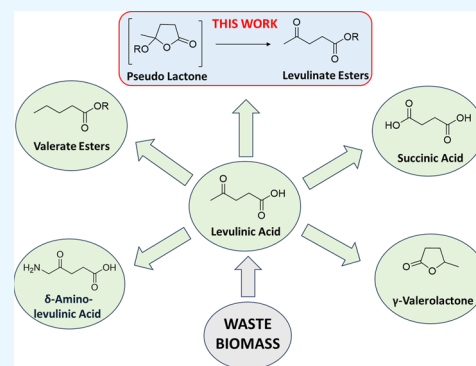 THIS WORK
O
O
O
RO
O
OR
Pseudo Lactone
Levulinate Esters
OR
O
Valerate Esters
O
HO
OH
O
Succinic Acid
O
OH
O
Levulinic Acid
O
H₂N
OH
O
δ-Amino-
levulinic Acid
O
O
γ-Valerolactone
WASTE
BIOMASS